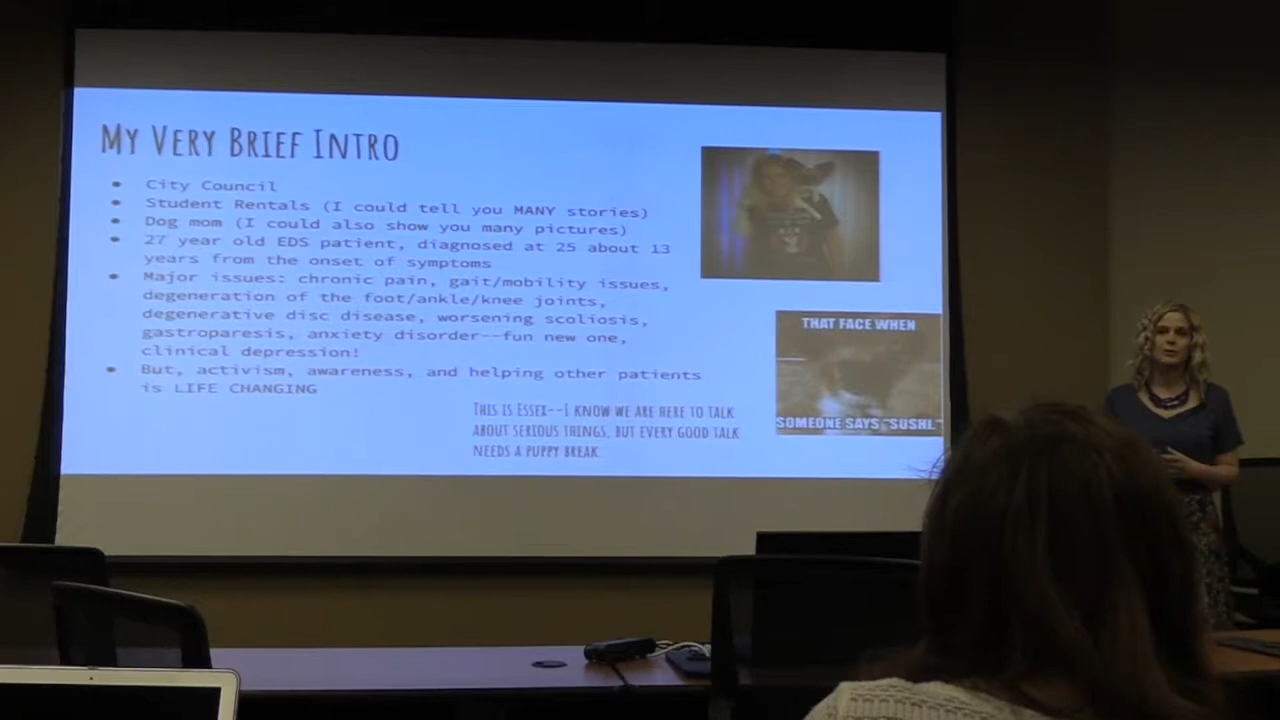 MY VERY BRIEF INTRO
● City Council
● Student Rentals (I could tell you MANY stories)
● Dog mom (I could also show you many pictures)
● 27 year old EDS patient, diagnosed at 25 about 13
years from the onset of symptoms
● Major issues: chronic pain, gait/mobility issues,
degeneration of the foot/ankle/knee joints,
degenerative disc disease, worsening scoliosis,
gastroparesis, anxiety disorder--fun new one,
clinical depression!
● But, activism, awareness, and helping other patients
is LIFE CHANGING
THIS IS ESSEX--I KNOW WE ARE HERE TO TALK
ABOUT SERIOUS THINGS, BUT EVERY GOOD TALK
NEEDS A PUPPY BREAK.
THAT FACE WHEN
SOMEONE SAYS "SUSHI."